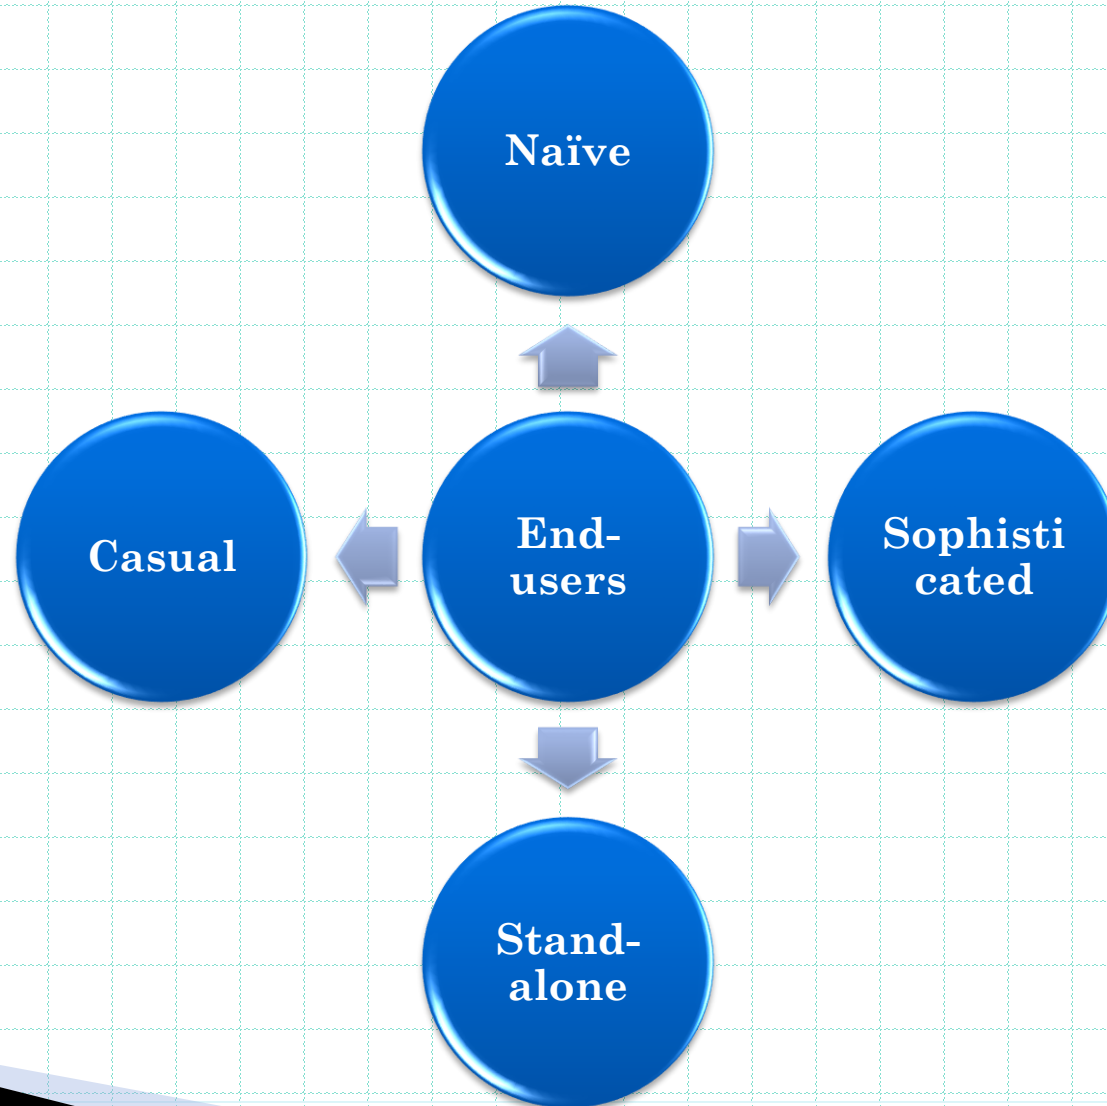 Naïve
Casual
End-
users
Sophisti
cated
Stand-
alone